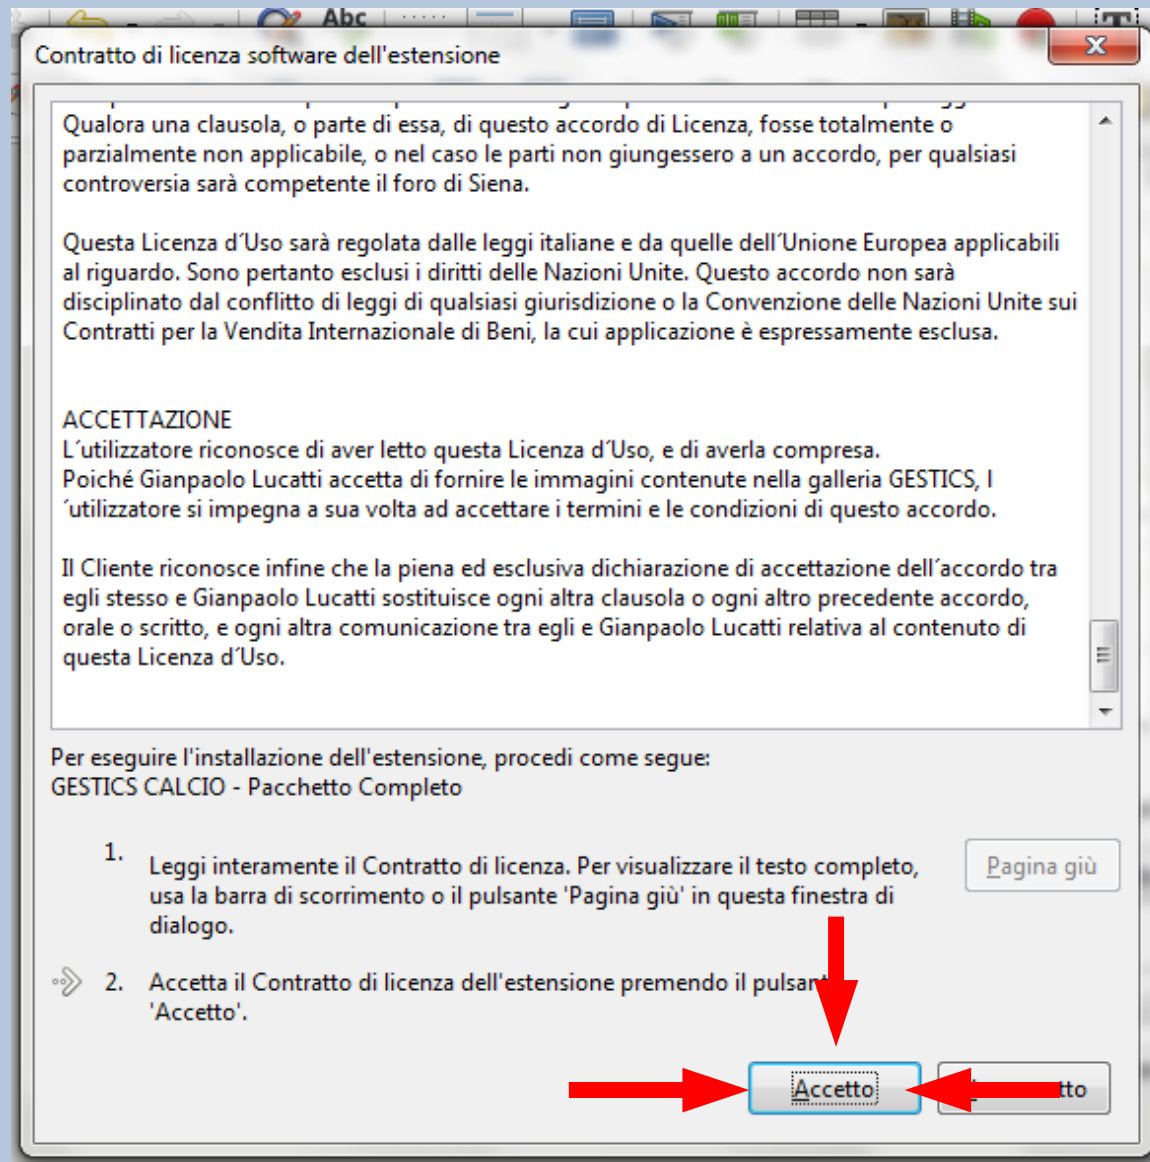 Abc
Contratto di licenza software dell'estensione
Qualora una clausola, o parte di essa, di questo accordo di Licenza, fosse totalmente o
parzialmente non applicabile, o nel caso le parti non giungessero a un accordo, per qualsiasi
controversia sarà competente il foro di Siena.
Questa Licenza d´Uso sarà regolata dalle leggi italiane e da quelle dell´Unione Europea applicabili
al riguardo. Sono pertanto esclusi i diritti delle Nazioni Unite. Questo accordo non sarà
disciplinato dal conflitto di leggi di qualsiasi giurisdizione o la Convenzione delle Nazioni Unite sui
Contratti per la Vendita Internazionale di Beni, la cui applicazione è espressamente esclusa.
ACCETTAZIONE
L´utilizzatore riconosce di aver letto questa Licenza d´Uso, e di averla compresa.
Poiché Gianpaolo Lucatti accetta di fornire le immagini contenute nella galleria GESTICS, l
´utilizzatore si impegna a sua volta ad accettare i termini e le condizioni di questo accordo.
Il Cliente riconosce infine che la piena ed esclusiva dichiarazione di accettazione dell´accordo tra
egli stesso e Gianpaolo Lucatti sostituisce ogni altra clausola o ogni altro precedente accordo,
orale o scritto, e ogni altra comunicazione tra egli e Gianpaolo Lucatti relativa al contenuto di
questa Licenza d´Uso.
Per eseguire l'installazione dell'estensione, procedi come segue:
GESTICS CALCIO - Pacchetto Completo
1. Leggi interamente il Contratto di licenza. Per visualizzare il testo completo,
usa la barra di scorrimento o il pulsante 'Pagina giù' in questa finestra di
dialogo.
Pagina giù
2. Accetta il Contratto di licenza dell'estensione premendo il pulsant
'Accetto'.
Accetto
tto